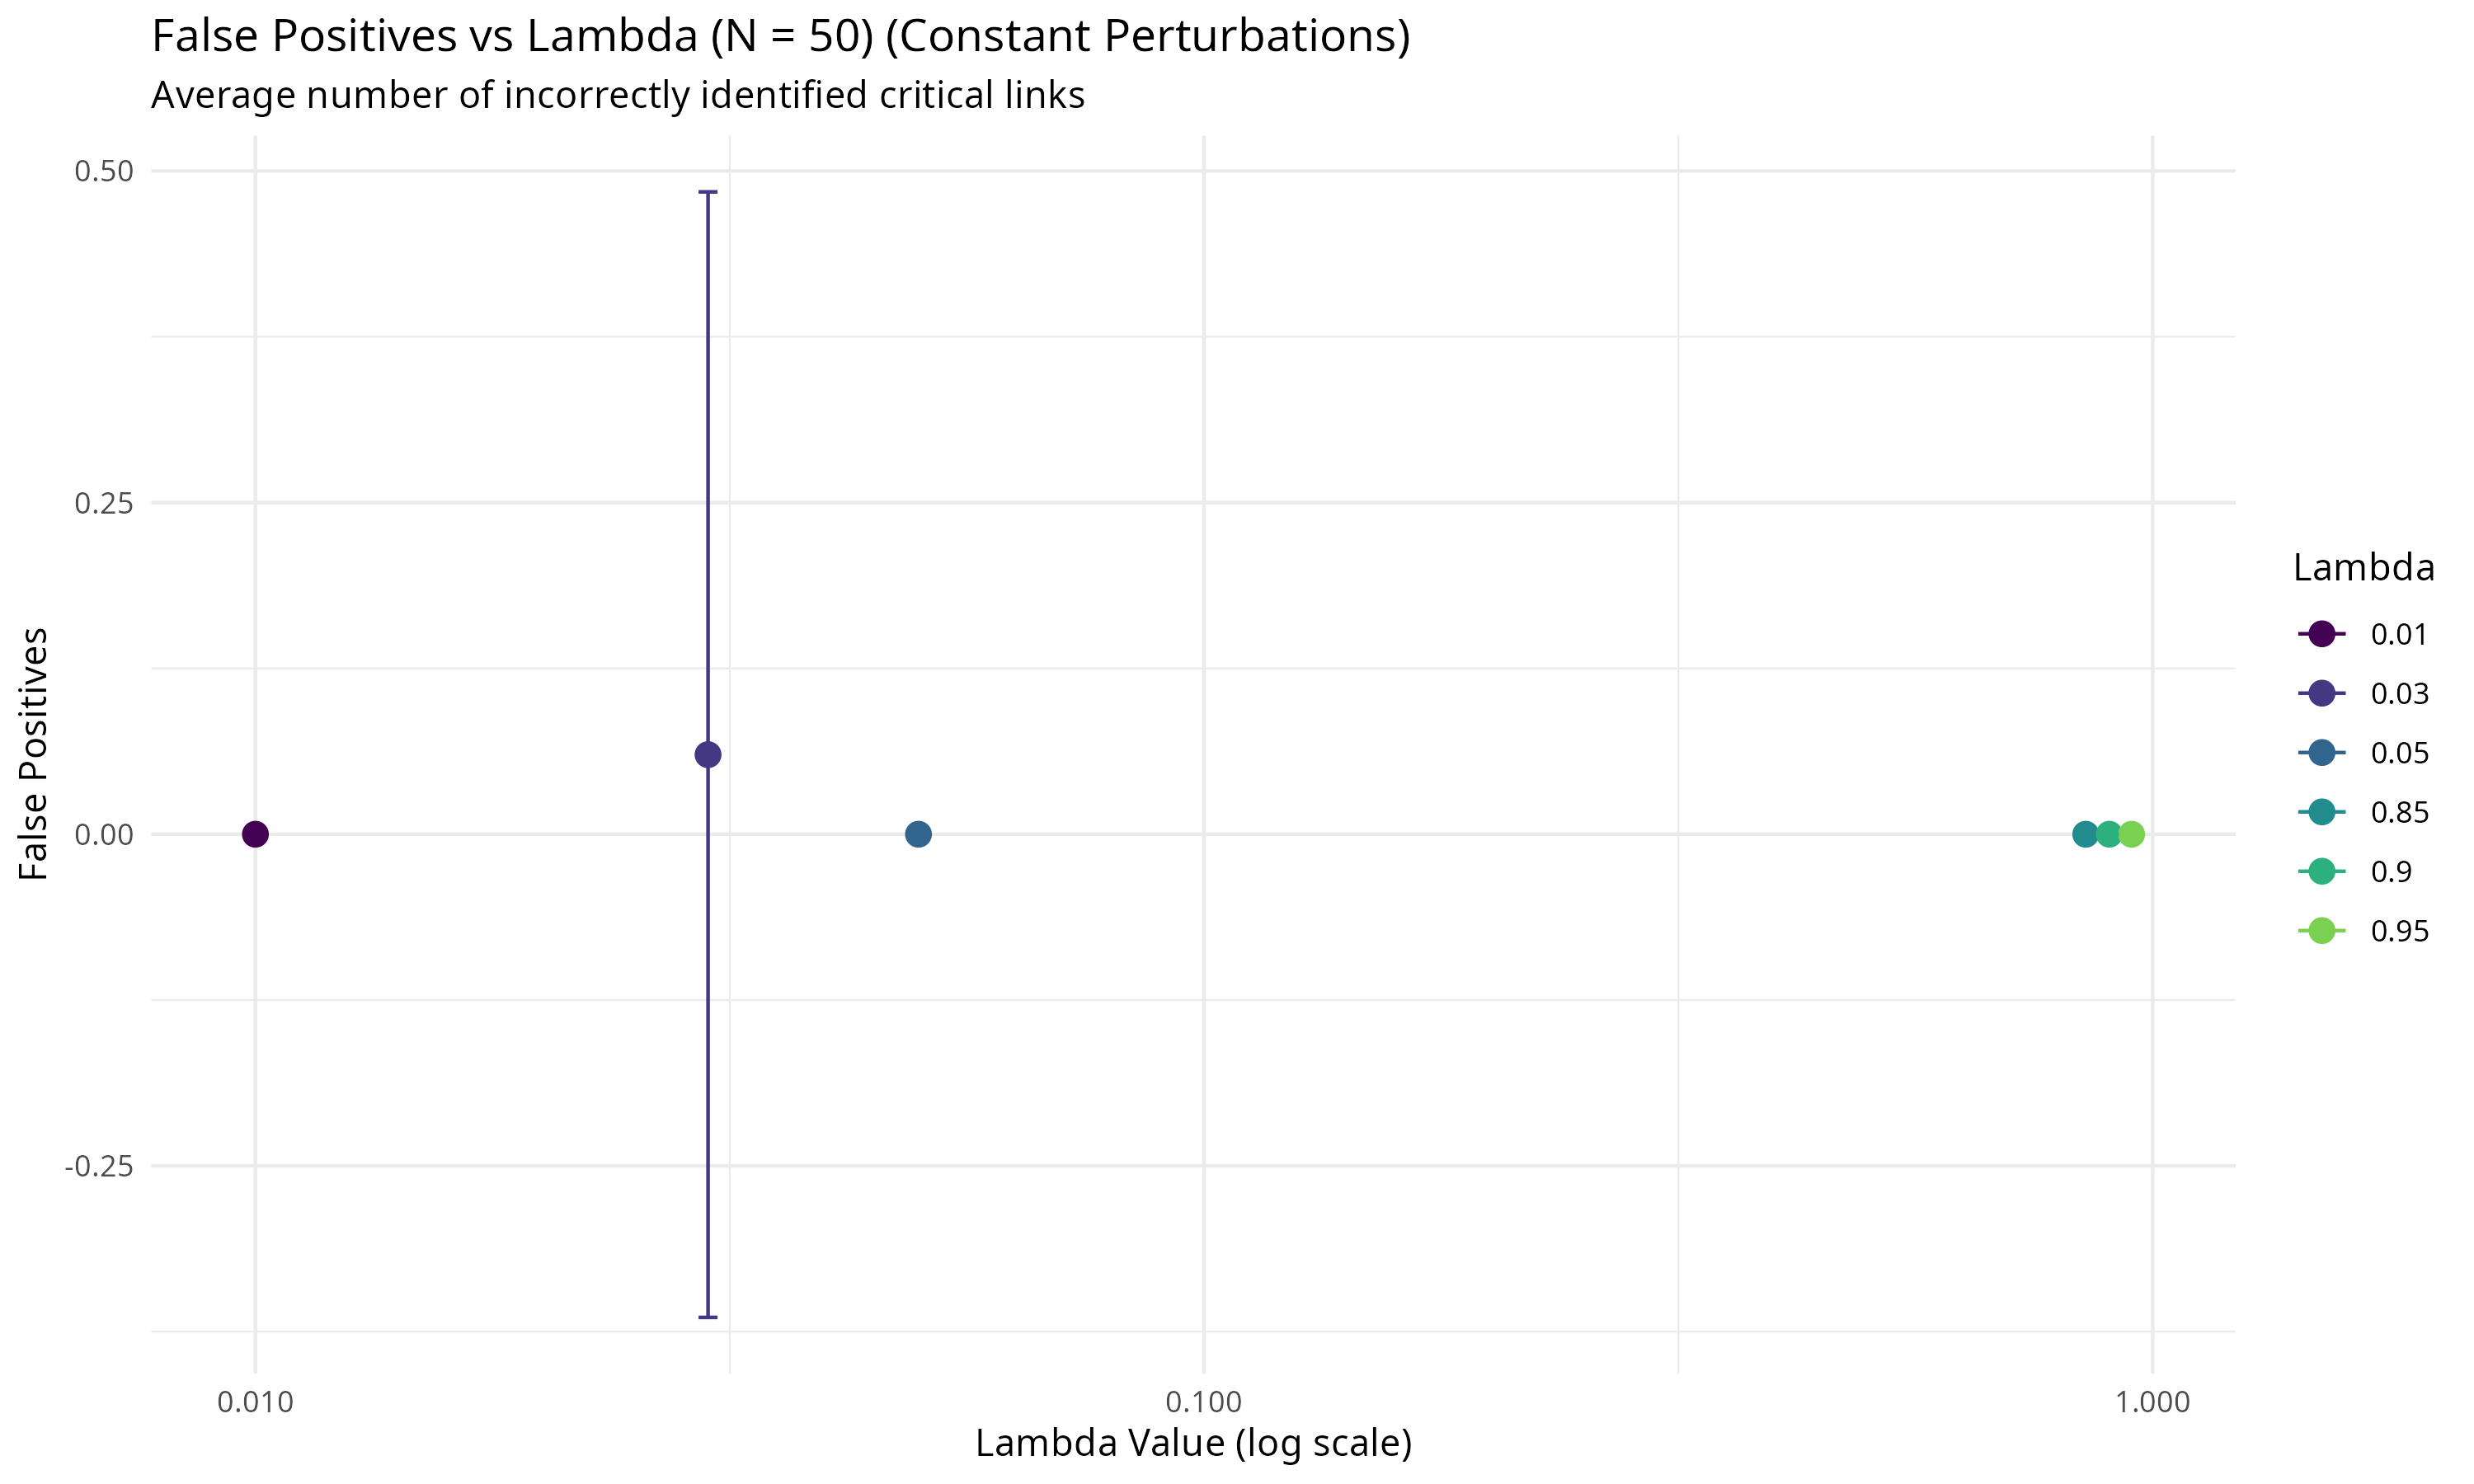 False Positives vs Lambda (N = 50) (Constant Perturbations)
Average number of incorrectly identified critical links
0.50
0.25
0.00
-0.25
False Positives
0.010
0.100
1.000
Lambda Value (log scale)
Lambda
0.01
0.03
0.05
0.85
0.9
0.95